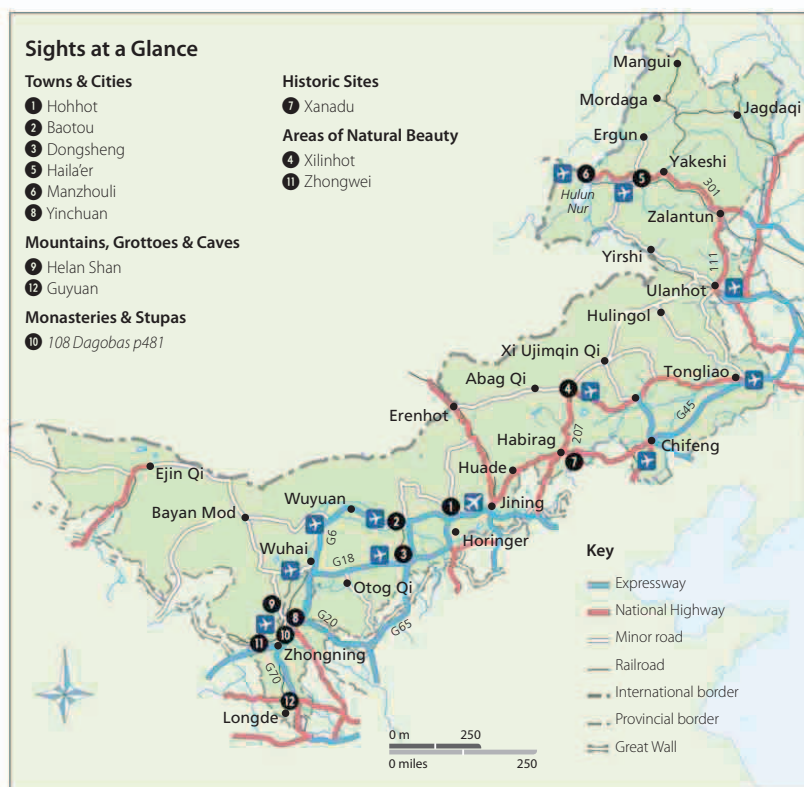 Sights at a Glance
Towns & Cities
1 Hohhot
2 Baotou
3 Dongsheng
5 Haila'er
6 Manzhouli
8 Yinchuan
Mountains, Grottoes & Caves
9 Helan Shan
12 Guyuan
Monasteries & Stupas
10 108 Dagobas p481
Historic Sites
7 Xanadu
Areas of Natural Beauty
4 Xilinhot
11 Zhongwei
Mangui
Mordaga
Jagdaqi
Ergun
Yakeshi
6
5
301
Hulun
Nur
Zalantun
Yirshi
111
Ulanhot
Hulingol
Xi Ujimqin Qi
Tongliao
Abag Qi
4
G45
Erenhot
207
Habirag
Chifeng
7
Huade
Ejin Qi
Wuyuan
1
Jining
Bayan Mod
2
G6
Horinger
Wuhai
3
G18
Otog Qi
9
8
G20
G65
10
11
Zhongning
G70
12
Longde
0 m 250
0 miles 250
Key
Expressway
National Highway
Minor road
Railroad
International border
Provincial border
Great Wall